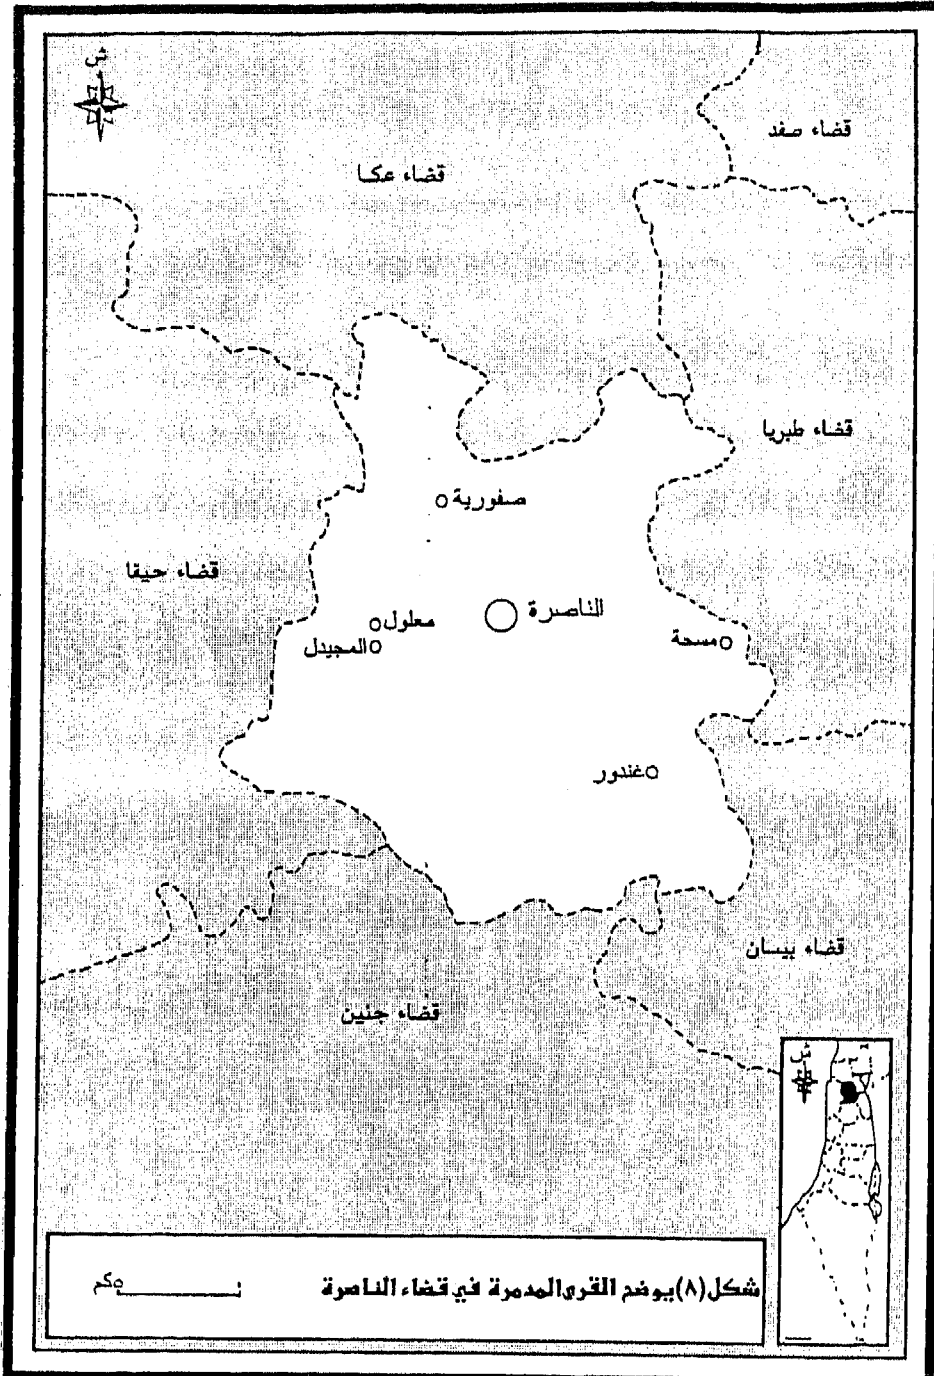 ش
قضاء صفد
قضاء عكا
قضاء طبريا
صفورية
قضاء حيفا
الناصرة
معلول
مسحة
المجيدل
غندور
قضاء بيسان
قضاء جنين
ش
شكل (٨) يوضح القرى المدمرة في قضاء الناصرة
٥كم